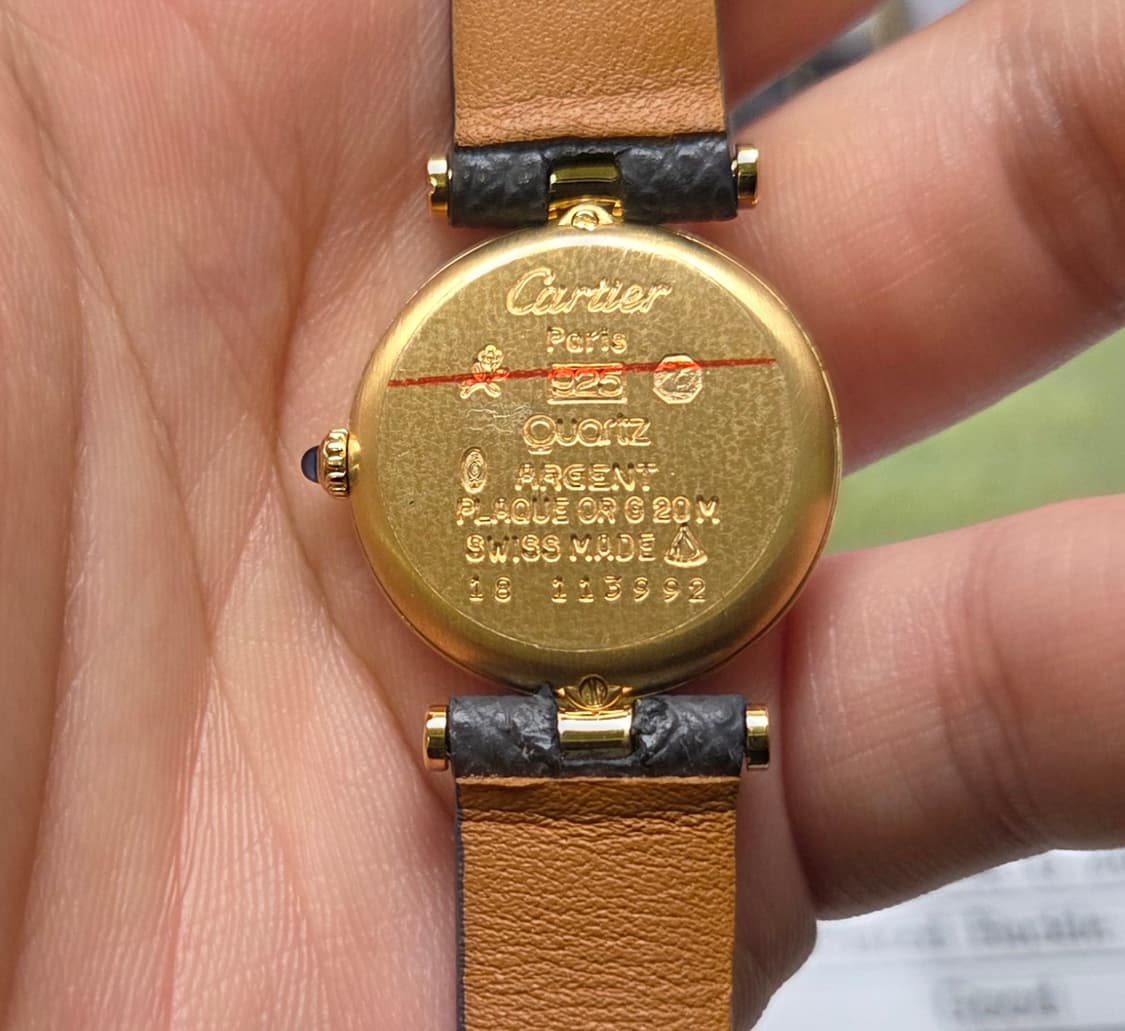 Cartier
Paris
925
Quartz
ARGENT
PLAQUE OR G 20 M
SWISS MADE
18 113992